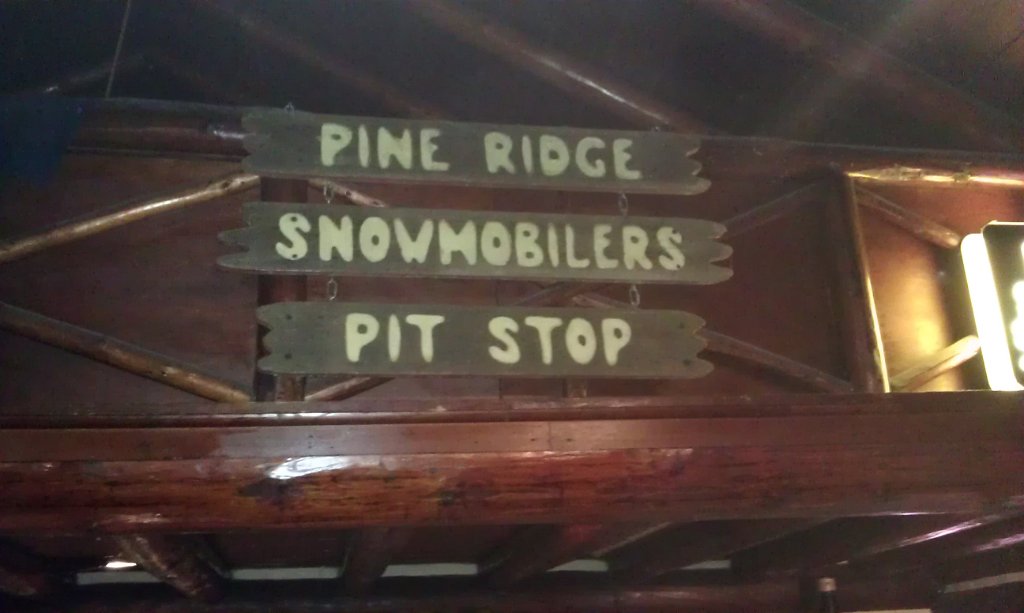 PINE RIDGE
SNOWMOBILERS
PIT STOP